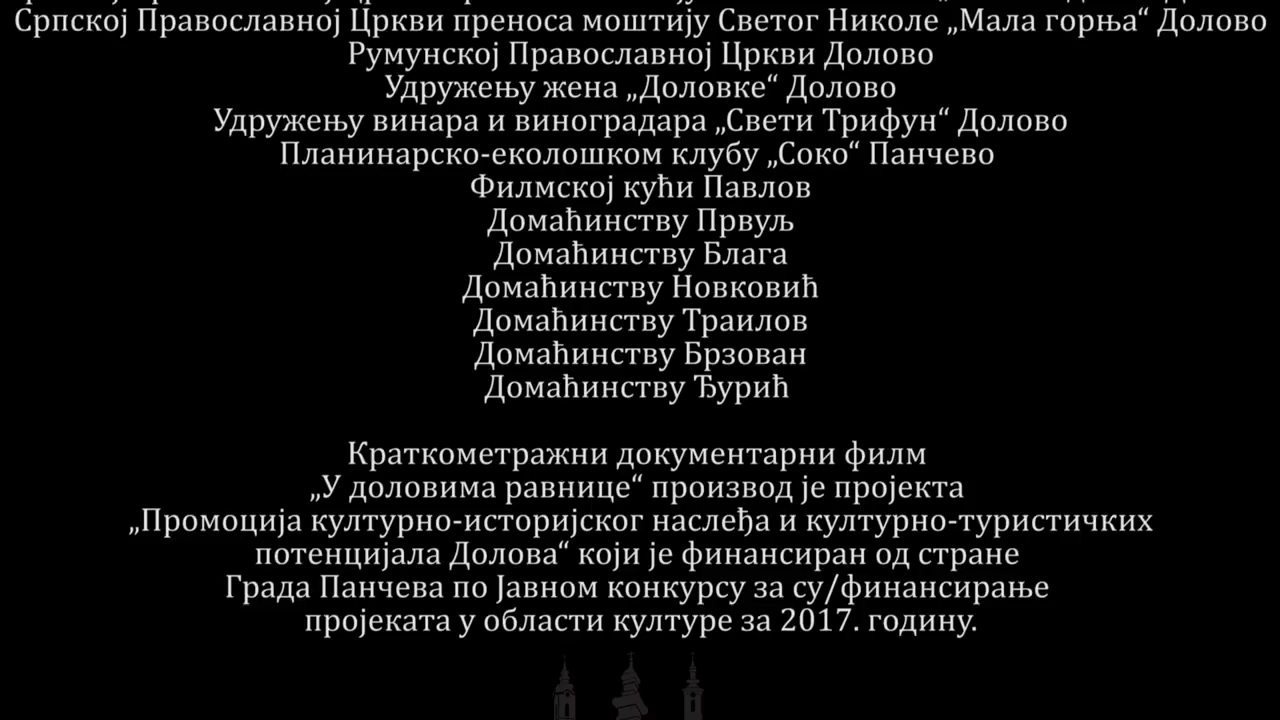 Српској Православној Цркви преноса моштију Светог Николе „Мала горња“ Долово
Румунској Православној Цркви Долово
Удружењу жена „Доловке“ Долово
Удружењу винара и виноградара „Свети Трифун“ Долово
Планинарско-еколошком клубу „Соко“ Панчево
Филмској кући Павлов
Домаћинству Првуљ
Домаћинству Блага
Домаћинству Новковић
Домаћинству Траилов
Домаћинству Брзован
Домаћинству Ђурић
Краткометражни документарни филм
„У доловима равнице“ производ је пројекта
„Промоција културно-историјског наслеђа и културно-туристичких
потенцијала Долова“ који је финансиран од стране
Града Панчева по Јавном конкурсу за су/финансирање
пројеката у области културе за 2017. годину.